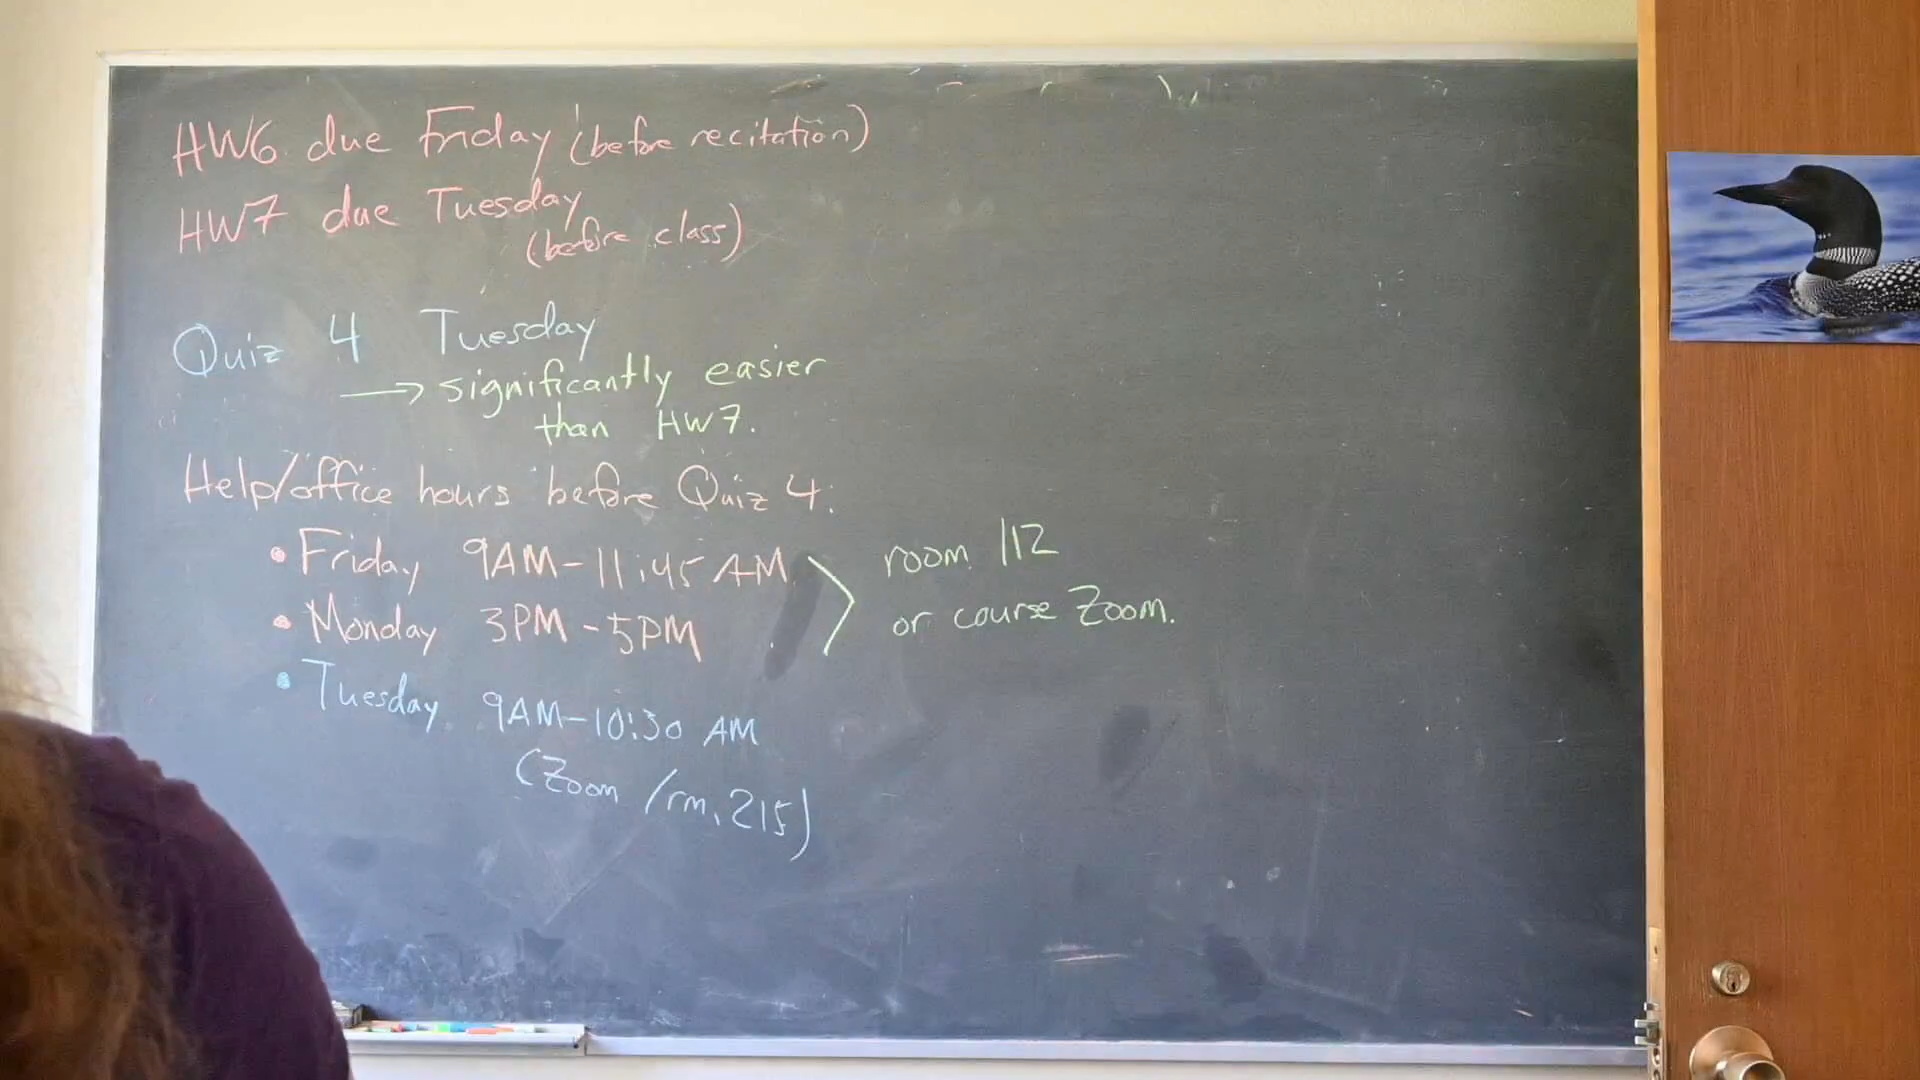 HW6 due Friday (before recitation)
HW7 due Tuesday
(before class)
Quiz 4 Tuesday
→ significantly easier
than HW7.
Help/office hours before Quiz 4:
• Friday 9AM-11:45 AM
room 112
• Monday 3PM-5PM
or course Zoom.
• Tuesday 9AM-10:30 AM
(Zoom /rm. 215)